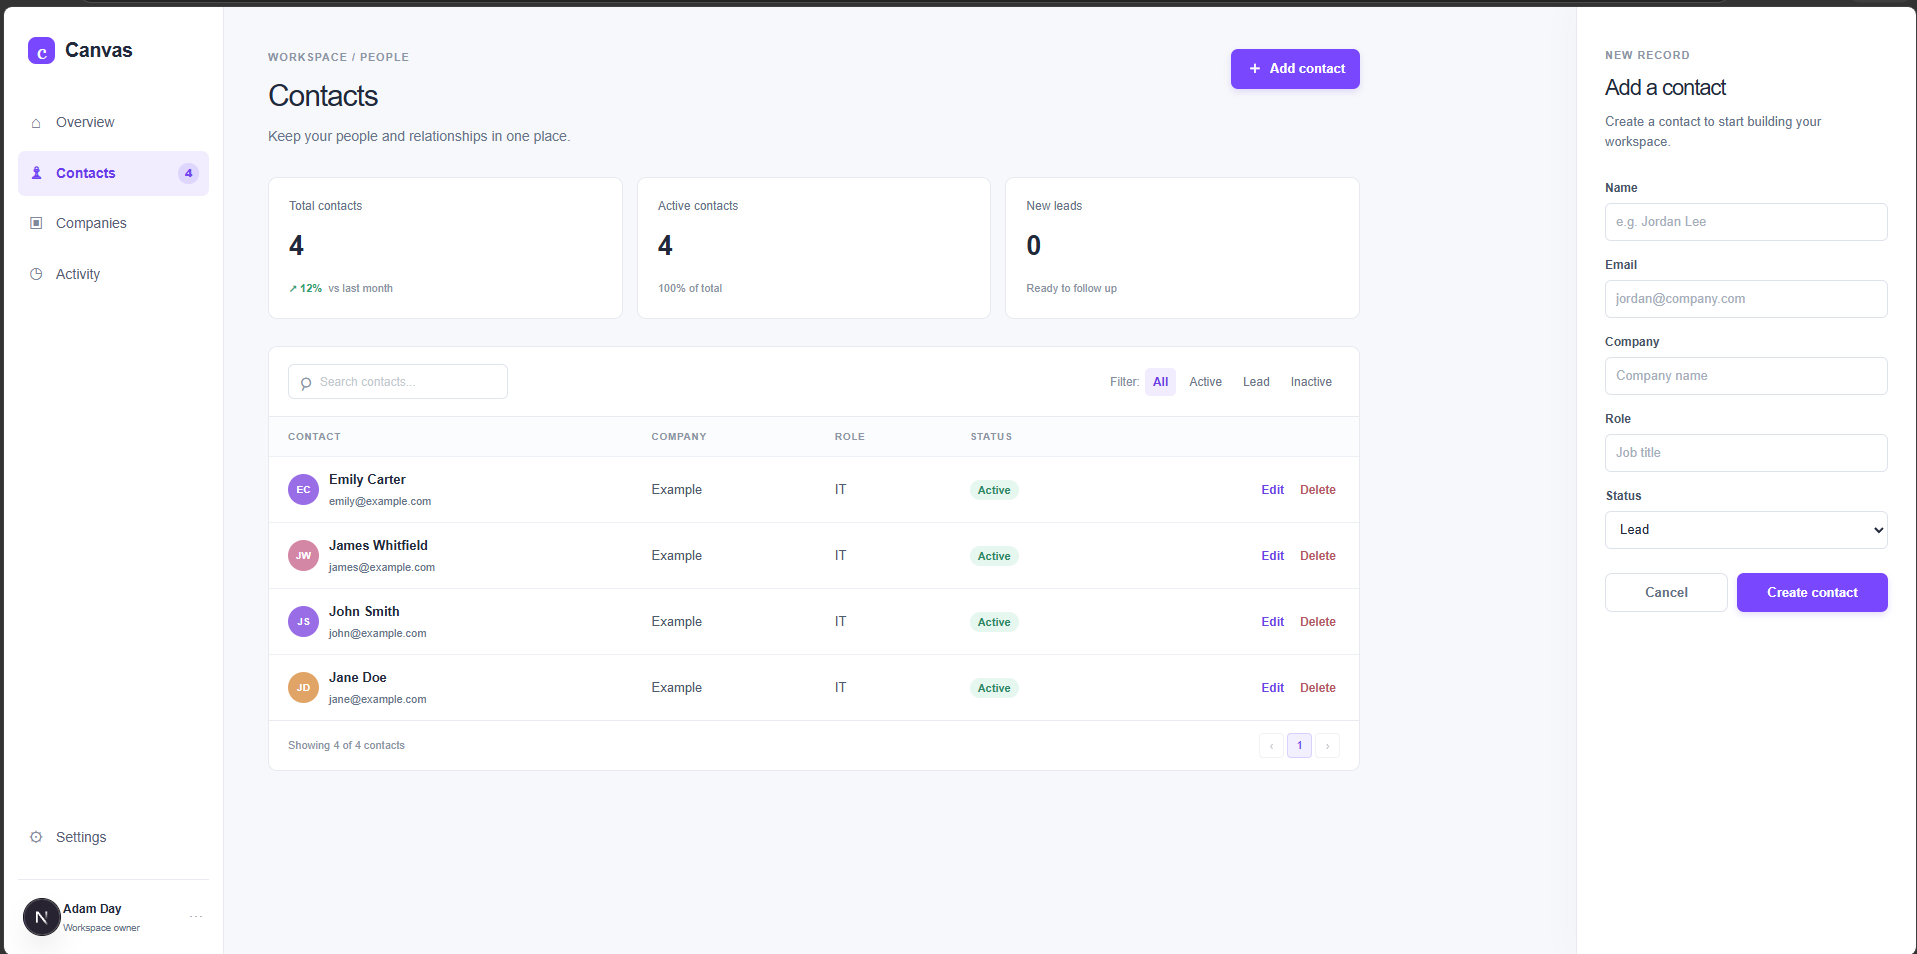 c Canvas
Overview
Contacts 4
Companies
Activity
Settings
N
Adam Day
Workspace owner
...
WORKSPACE / PEOPLE
Contacts
Keep your people and relationships in one place.
+ Add contact
Total contacts
4
↗ 12% vs last month
Active contacts
4
100% of total
New leads
0
Ready to follow up
Search contacts...
Filter: All Active Lead Inactive
CONTACT COMPANY ROLE STATUS
EC Emily Carter
emily@example.com
Example IT Active Edit Delete
JW James Whitfield
james@example.com
Example IT Active Edit Delete
JS John Smith
john@example.com
Example IT Active Edit Delete
JD Jane Doe
jane@example.com
Example IT Active Edit Delete
Showing 4 of 4 contacts
‹ 1 ›
NEW RECORD
Add a contact
Create a contact to start building your
workspace.
Name
e.g. Jordan Lee
Email
jordan@company.com
Company
Company name
Role
Job title
Status
Lead
Cancel Create contact